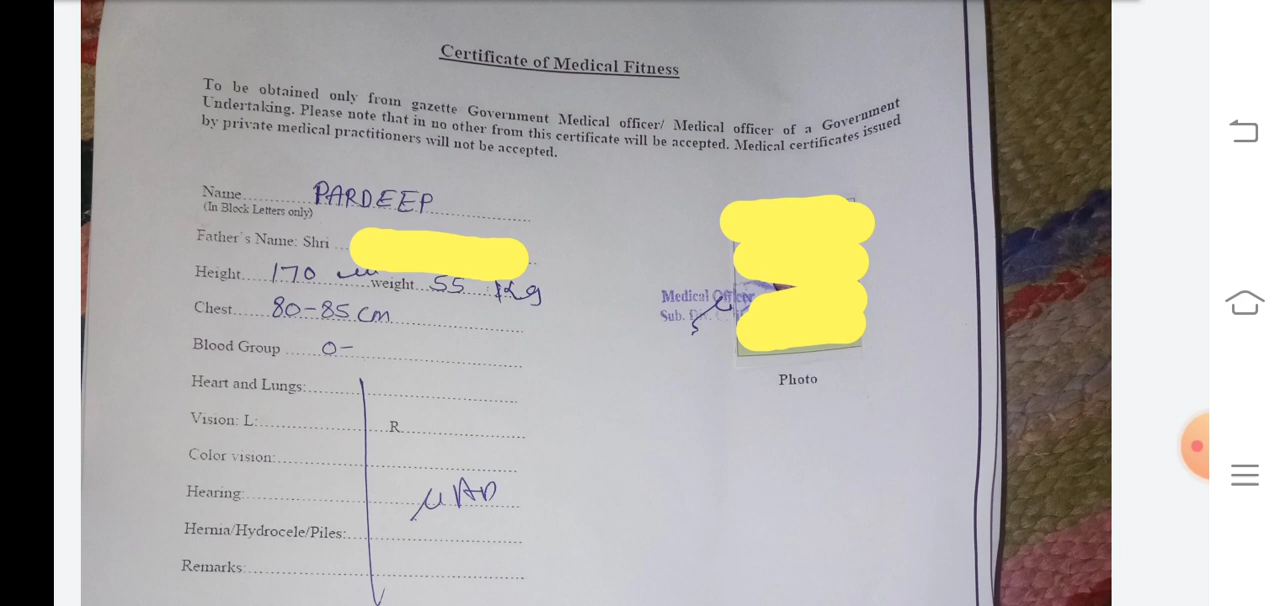 Certificate of Medical Fitness
To be obtained only from gazette Government Medical officer/ Medical officer of a Government
Undertaking. Please note that in no other from this certificate will be accepted. Medical certificates issued
by private medical practitioners will not be accepted.
Name.......... PARDEEP
(In Block Letters only)
Father's Name: Shri ...
Height.... 170 cm weight... 55 Kg
Chest.... 80-85 cm
Medical Officer
Sub.
Blood Group ...... O-
Photo
Heart and Lungs:
Vision: L: R
Color vision:
Hearing:
Hernia/Hydrocele/Piles:
Remarks: